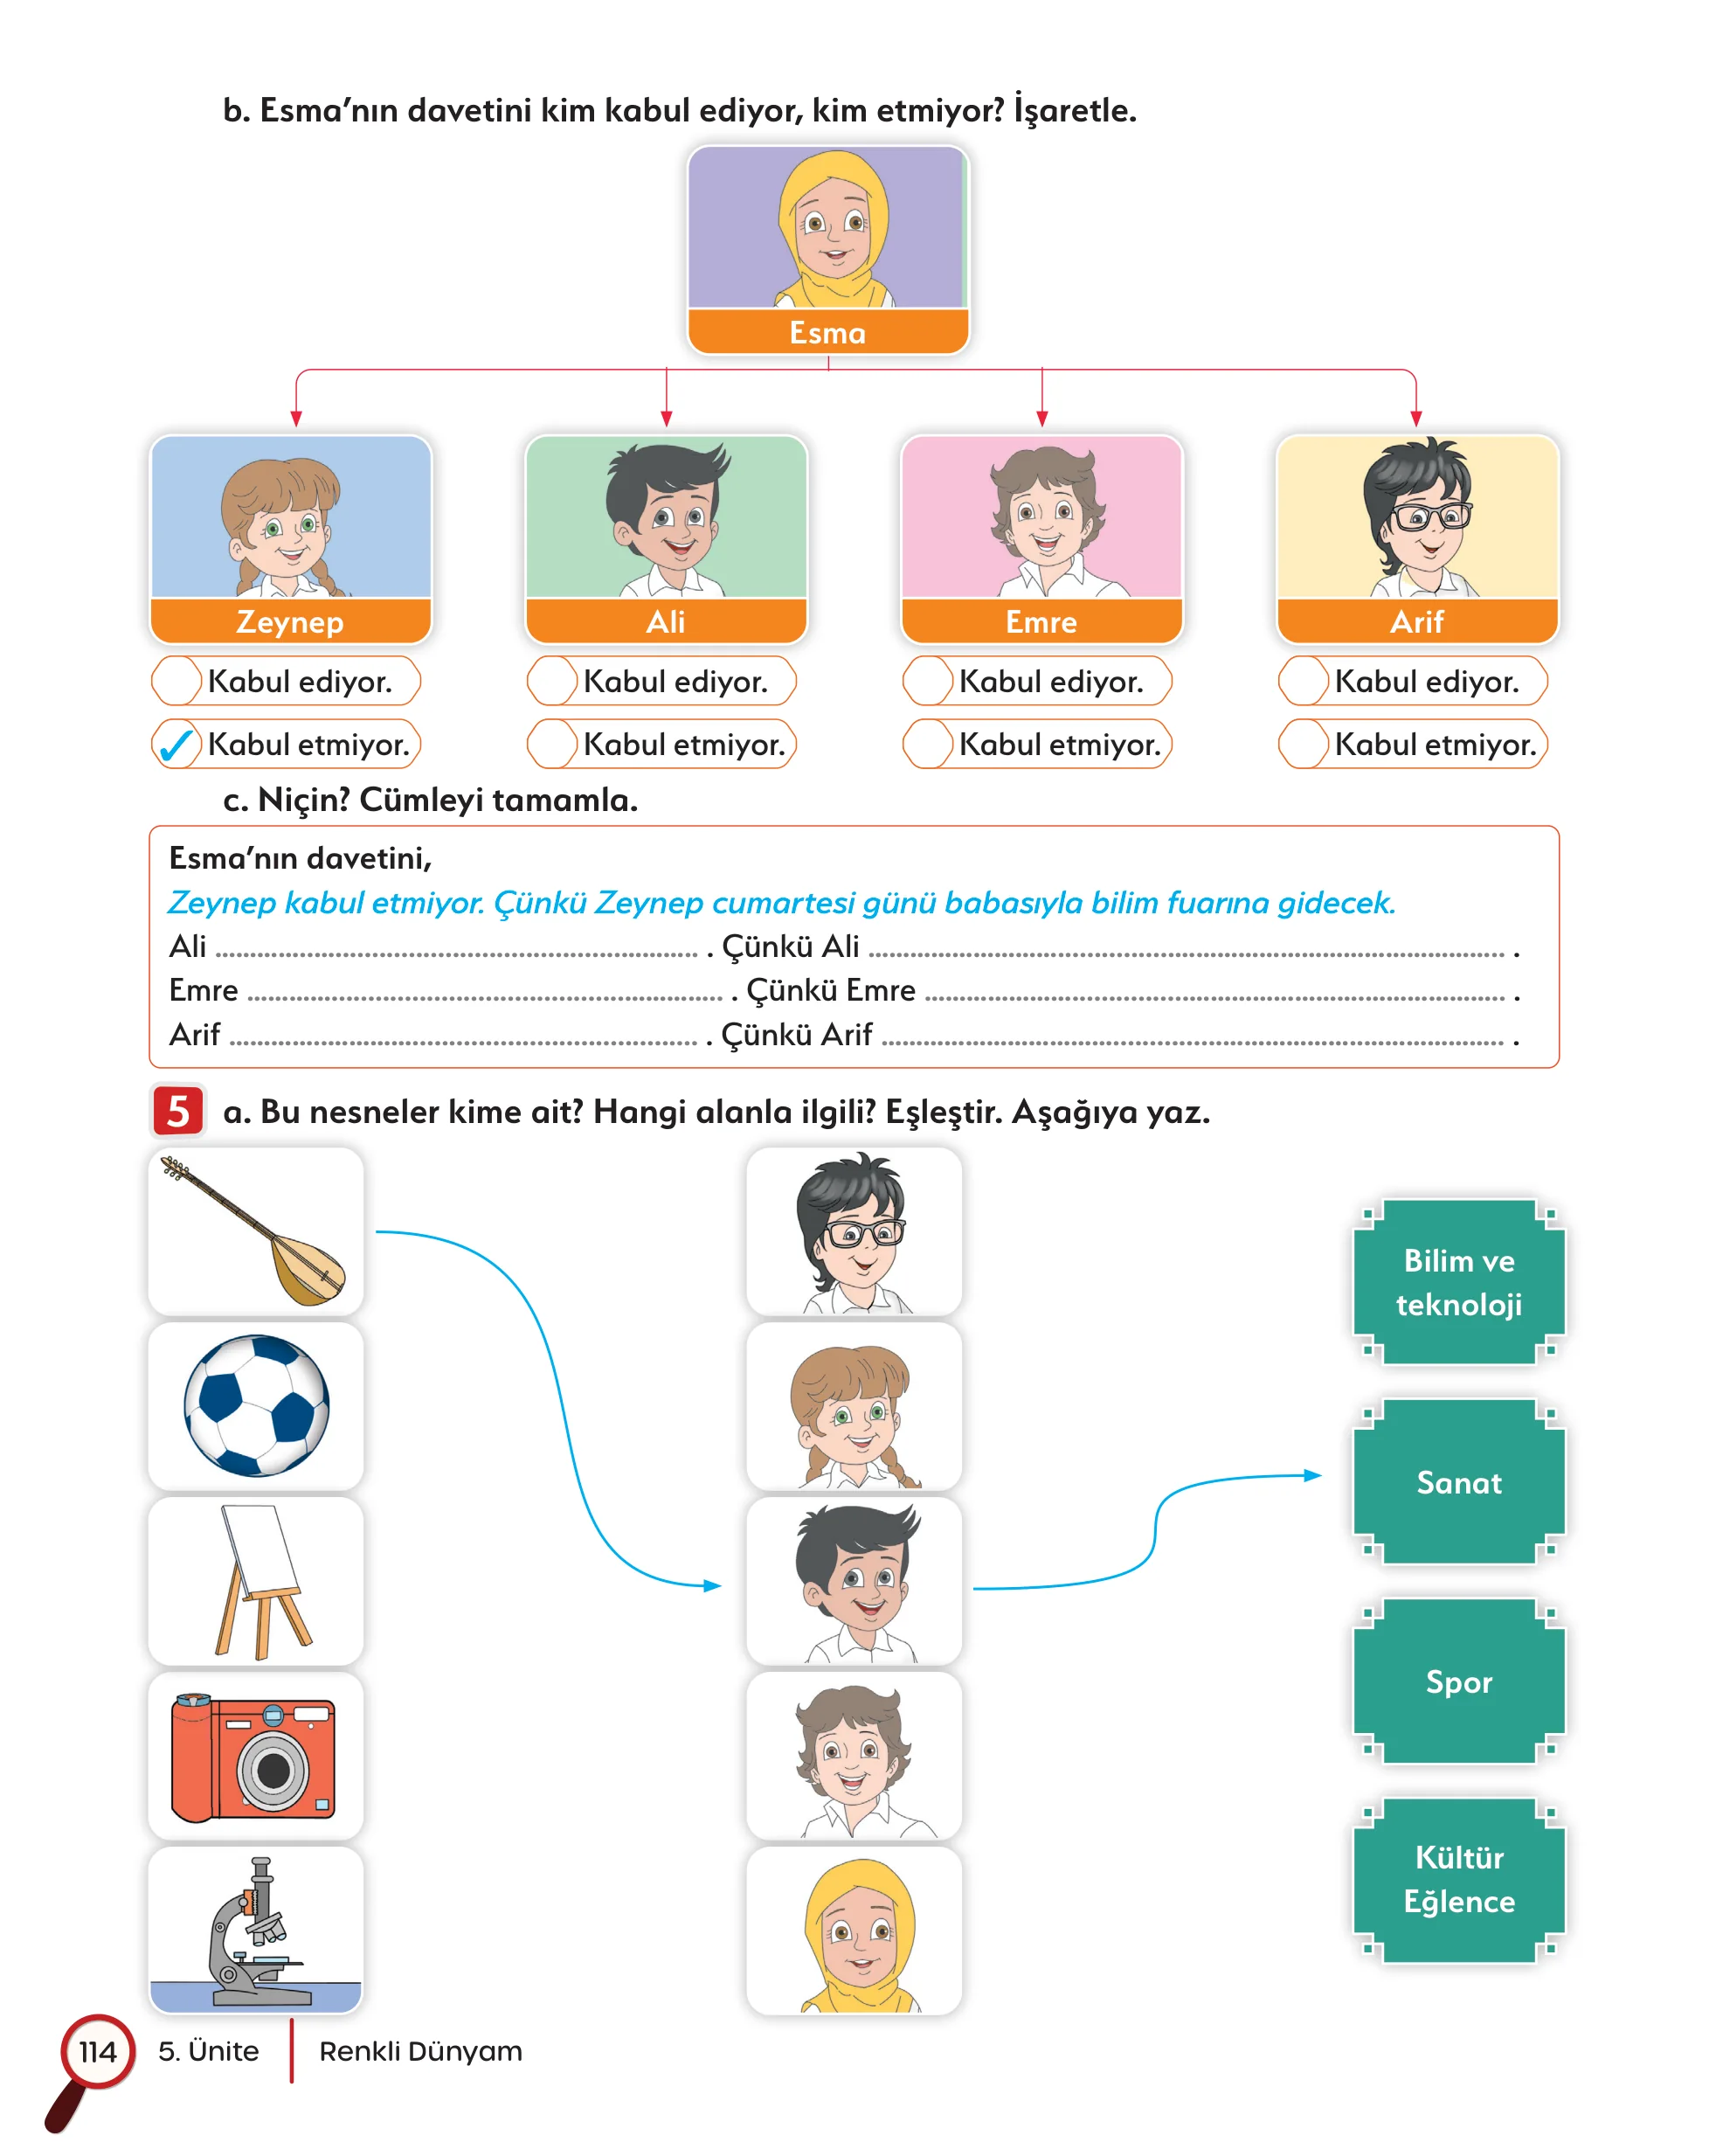 b. Esma’nın davetini kim kabul ediyor, kim etmiyor? İşaretle.
Esma
Zeynep
Ali
Emre
Arif
Kabul ediyor.
Kabul ediyor.
Kabul ediyor.
Kabul ediyor.
Kabul etmiyor.
Kabul etmiyor.
Kabul etmiyor.
Kabul etmiyor.
c. Niçin? Cümleyi tamamla.
Esma’nın davetini,
Zeynep kabul etmiyor. Çünkü Zeynep cumartesi günü babasıyla bilim fuarına gidecek.
Ali ........................................ . Çünkü Ali ........................................ .
Emre ........................................ . Çünkü Emre ........................................ .
Arif ........................................ . Çünkü Arif ........................................ .
5 a. Bu nesneler kime ait? Hangi alanla ilgili? Eşleştir. Aşağıya yaz.
Bilim ve
teknoloji
Sanat
Spor
Kültür
Eğlence
114 5. Ünite Renkli Dünyam